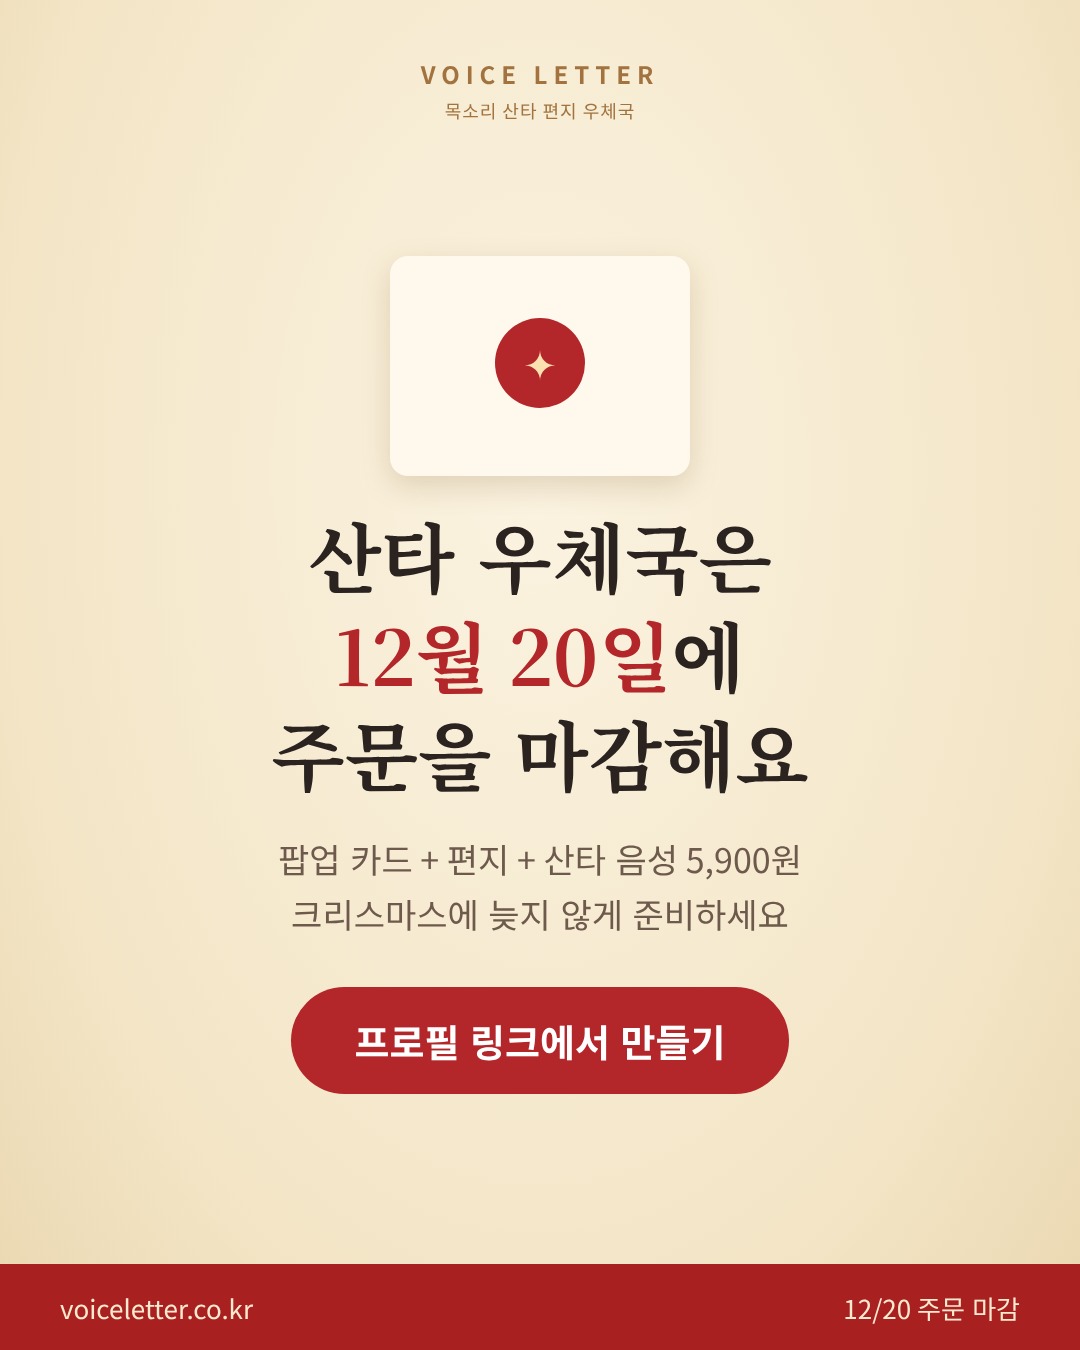 VOICE LETTER
목소리 산타 편지 우체국
산타 우체국은
12월 20일에
주문을 마감해요
팝업 카드 + 편지 + 산타 음성 5,900원
크리스마스에 늦지 않게 준비하세요
프로필 링크에서 만들기
voiceletter.co.kr
12/20 주문 마감